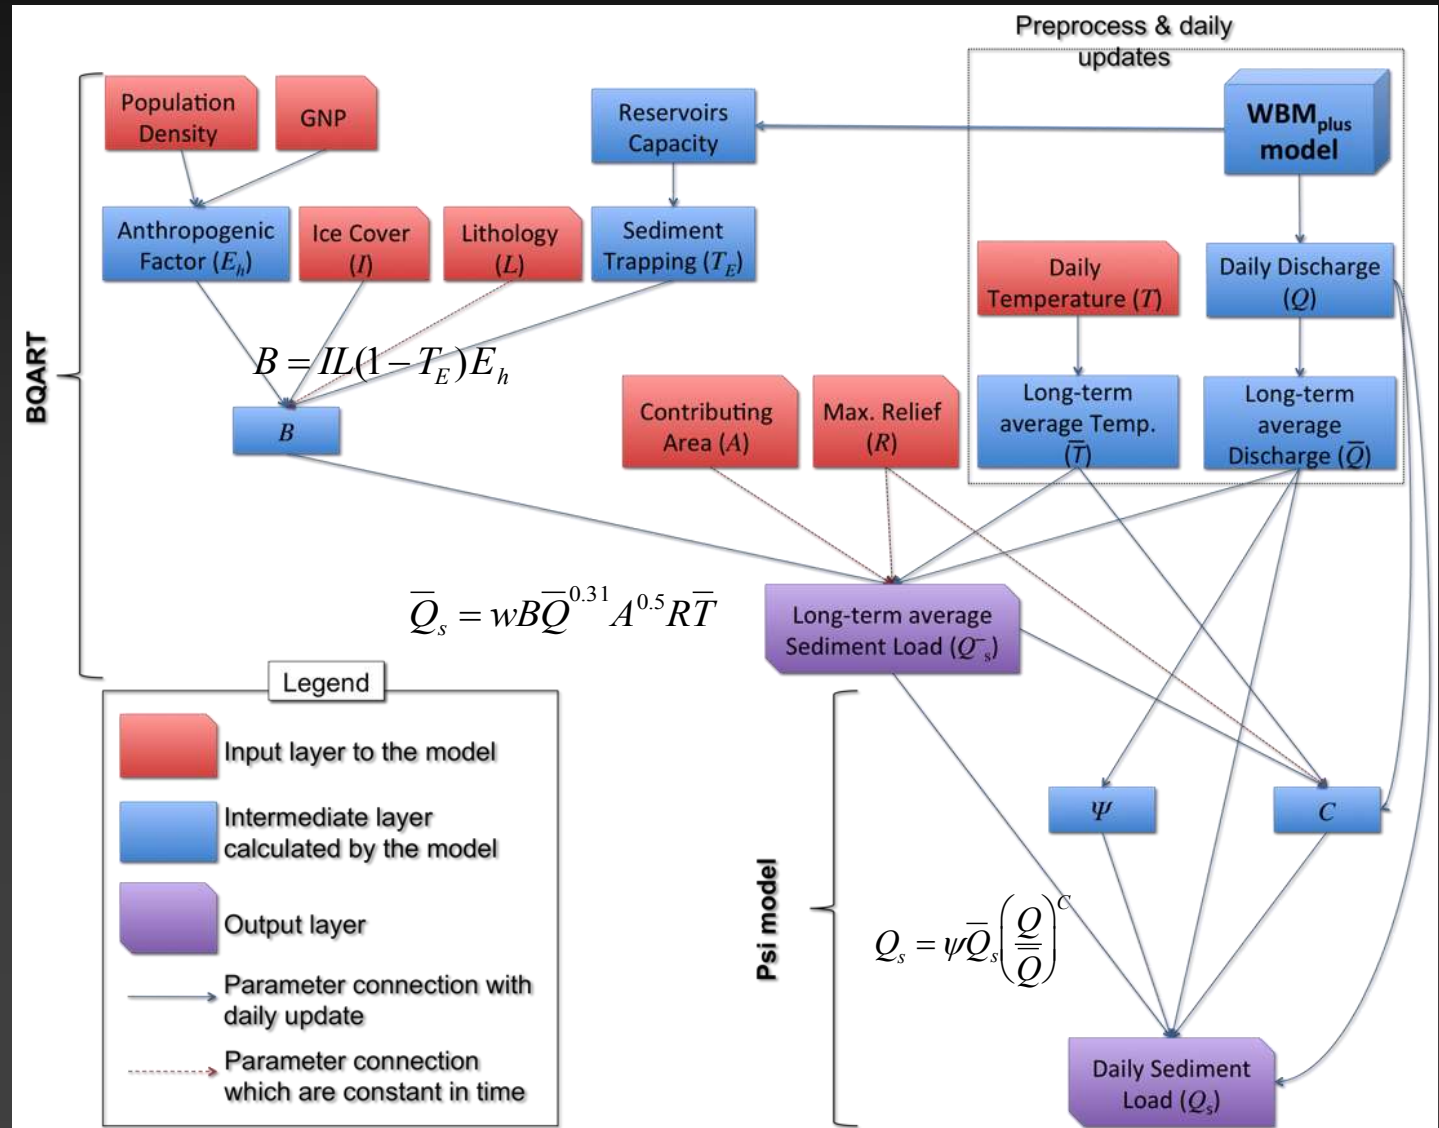 Preprocess & daily
updates
Population
Density
GNP
Reservoirs
Capacity
WBMplus
model
Anthropogenic
Factor (Eh)
Ice Cover
(I)
Lithology
(L)
Sediment
Trapping (TE)
Daily
Temperature (T)
Daily Discharge
(Q)
BQART
B = IL(1 − TE)Eh
B
Contributing
Area (A)
Max. Relief
(R)
Long-term
average Temp.
(T̅)
Long-term
average
Discharge (Q̅)
Q̅s = wBQ̅^0.31 A^0.5 RT̅
Long-term average
Sediment Load (Q⁻s)
Legend
Input layer to the model
Intermediate layer
calculated by the model
Output layer
Parameter connection with
daily update
Parameter connection
which are constant in time
Psi model
Ψ
C
Qs = ψQ̅s(Q/Q̿)^C
Daily Sediment
Load (Qs)